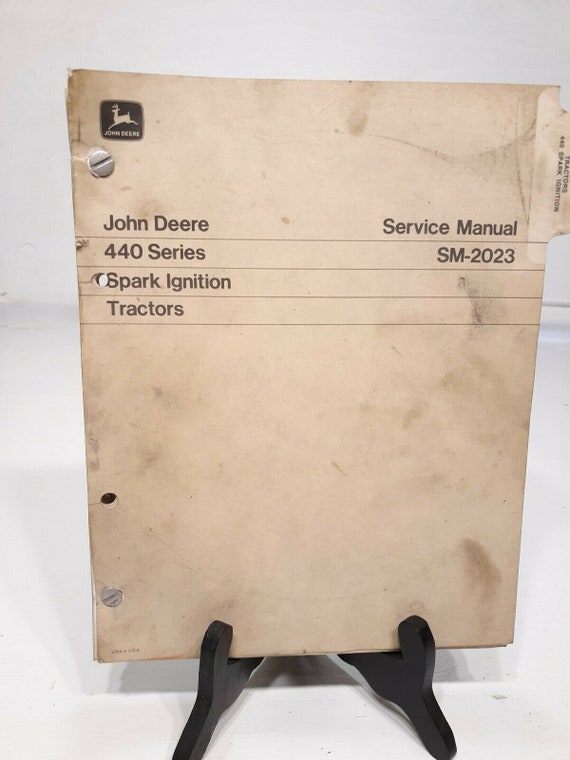 JOHN DEERE
TRACTORS
440 SPARK IGNITION
John Deere Service Manual
440 Series SM-2023
Spark Ignition
Tractors